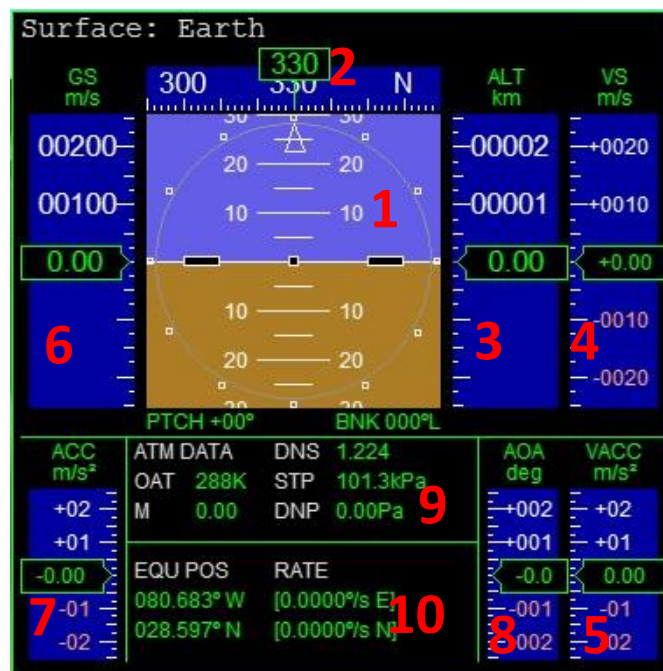 Surface: Earth
GS m/s
330 2
ALT km
VS m/s
300 330 N
30 30
00200 20 20 00002 +0020
00100 10 10 1 00001 +0010
0.00 0.00 +0.00
6 10 10 3 4 -0010
20 20 -0020
PTCH +00° BNK 000°L
ACC m/s²
ATM DATA DNS 1.224
AOA deg
VACC m/s²
OAT 288K STP 101.3kPa
M 0.00 DNP 0.00Pa 9
+02 +002 +02
+01 +001 +01
-0.00 -0.0 0.00
EQU POS RATE
080.683° W [0.0000°/s E]
028.597° N [0.0000°/s N]
10
7 -01 8 -001 5 -01
-02 002 02